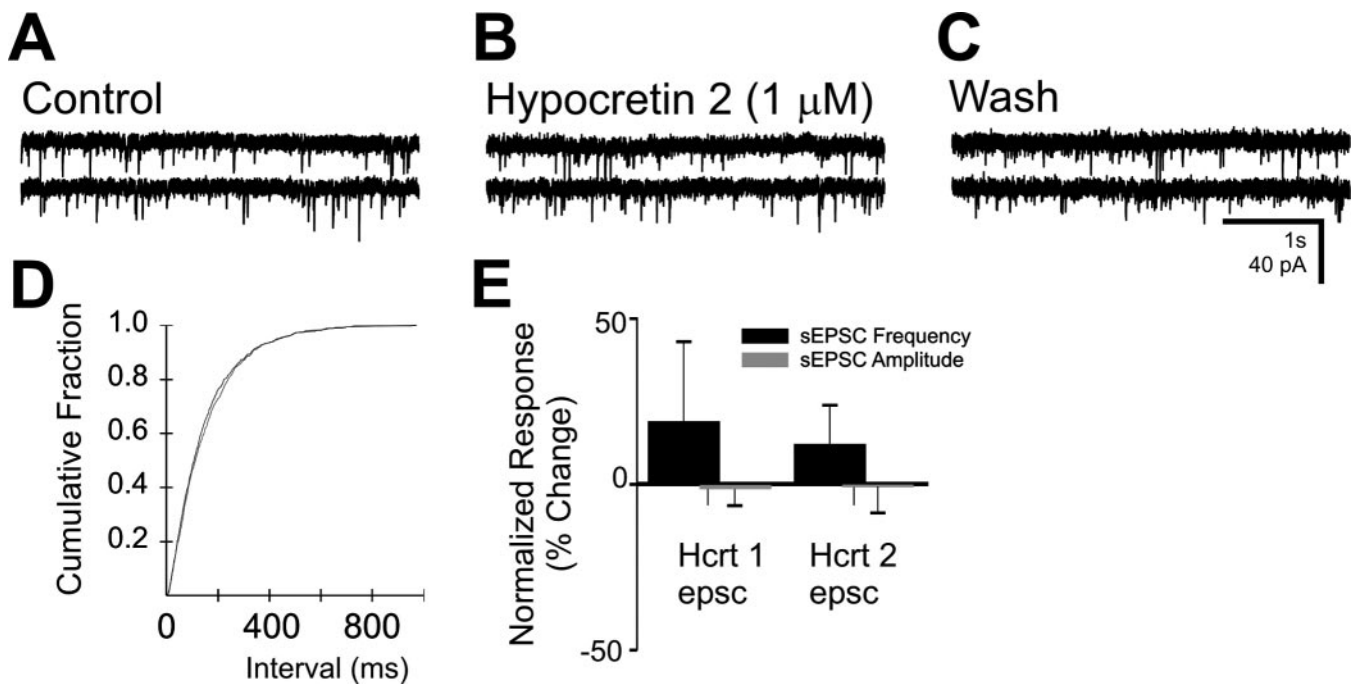 A
Control
B
Hypocretin 2 (1 μM)
C
Wash
1s
40 pA
D
Cumulative Fraction
1.0
0.8
0.6
0.4
0.2
0
400
800
Interval (ms)
E
Normalized Response
(% Change)
50
0
-50
sEPSC Frequency
sEPSC Amplitude
Hcrt 1
epsc
Hcrt 2
epsc